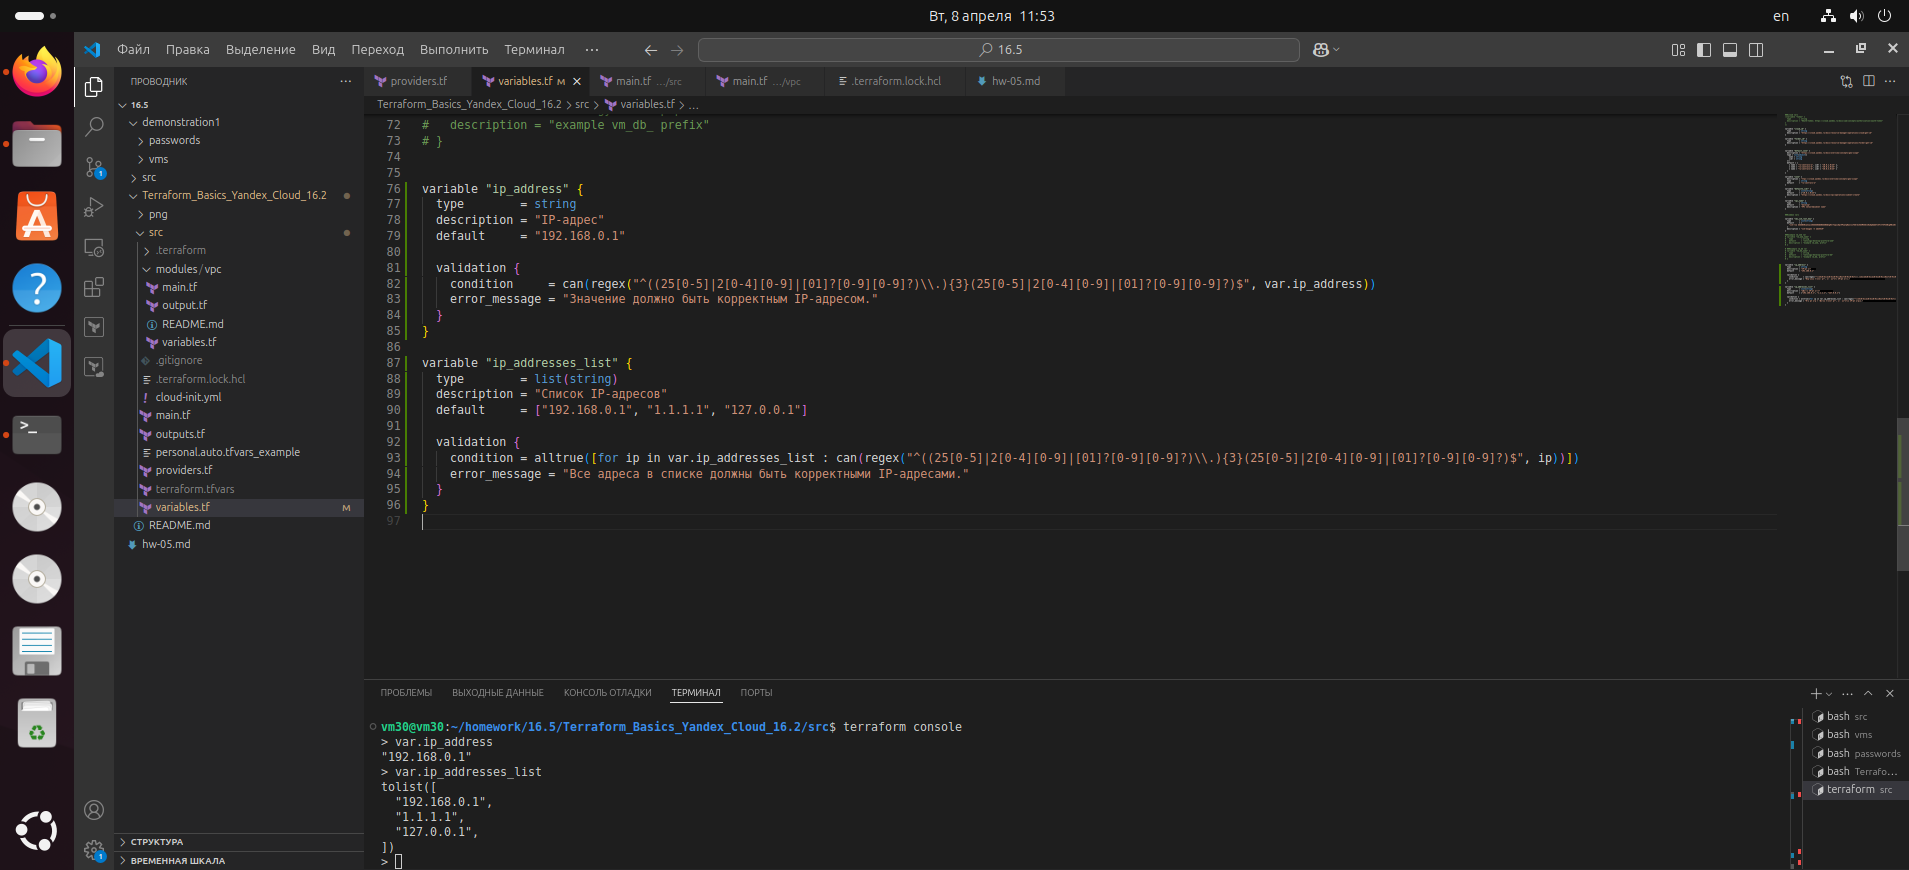 Вт, 8 апреля 11:53
en
Файл Правка Выделение Вид Переход Выполнить Терминал ···
16.5
ПРОВОДНИК
16.5
demonstration1
passwords
vms
src
Terraform_Basics_Yandex_Cloud_16.2
png
src
.terraform
modules/vpc
main.tf
output.tf
README.md
variables.tf
.gitignore
.terraform.lock.hcl
cloud-init.yml
main.tf
outputs.tf
personal.auto.tfvars_example
providers.tf
terraform.tfvars
variables.tf M
README.md
hw-05.md
СТРУКТУРА
ВРЕМЕННАЯ ШКАЛА
1
1
providers.tf
variables.tf M
main.tf .../src
main.tf .../vpc
.terraform.lock.hcl
hw-05.md
Terraform_Basics_Yandex_Cloud_16.2 > src > variables.tf > ...
72 #   description = "example vm_db_ prefix"
73 # }
74
75
76 variable "ip_address" {
77   type        = string
78   description = "IP-адрес"
79   default     = "192.168.0.1"
80
81   validation {
82     condition     = can(regex("^((25[0-5]|2[0-4][0-9]|[01]?[0-9][0-9]?)\\.){3}(25[0-5]|2[0-4][0-9]|[01]?[0-9][0-9]?)$", var.ip_address))
83     error_message = "Значение должно быть корректным IP-адресом."
84   }
85 }
86
87 variable "ip_addresses_list" {
88   type        = list(string)
89   description = "Список IP-адресов"
90   default     = ["192.168.0.1", "1.1.1.1", "127.0.0.1"]
91
92   validation {
93     condition = alltrue([for ip in var.ip_addresses_list : can(regex("^((25[0-5]|2[0-4][0-9]|[01]?[0-9][0-9]?)\\.){3}(25[0-5]|2[0-4][0-9]|[01]?[0-9][0-9]?)$", ip))])
94     error_message = "Все адреса в списке должны быть корректными IP-адресами."
95   }
96 }
97
ПРОБЛЕМЫ ВЫХОДНЫЕ ДАННЫЕ КОНСОЛЬ ОТЛАДКИ ТЕРМИНАЛ ПОРТЫ
vm30@vm30:~/homework/16.5/Terraform_Basics_Yandex_Cloud_16.2/src$ terraform console
> var.ip_address
"192.168.0.1"
> var.ip_addresses_list
tolist([
  "192.168.0.1",
  "1.1.1.1",
  "127.0.0.1",
])
>
bash src
bash vms
bash passwords
bash Terrafo...
terraform src